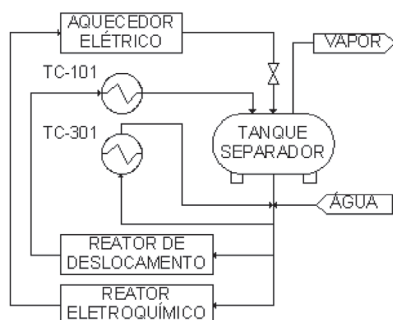 AQUECEDOR
ELÉTRICO
VAPOR
TC-101
TC-301
TANQUE
SEPARADOR
ÁGUA
REATOR DE
DESLOCAMENTO
REATOR
ELETROQUÍMICO